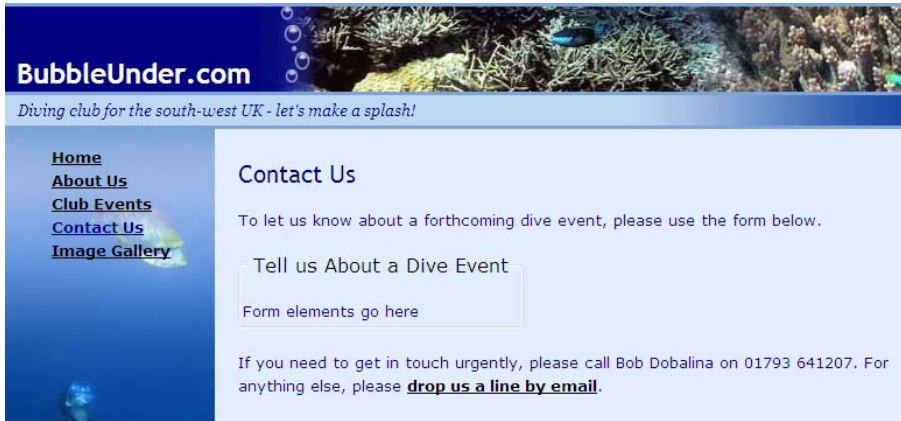 BubbleUnder.com
Diving club for the south-west UK - let's make a splash!
Home
About Us
Club Events
Contact Us
Image Gallery
Contact Us
To let us know about a forthcoming dive event, please use the form below.
Tell us About a Dive Event
Form elements go here
If you need to get in touch urgently, please call Bob Dobalina on 01793 641207. For
anything else, please drop us a line by email.